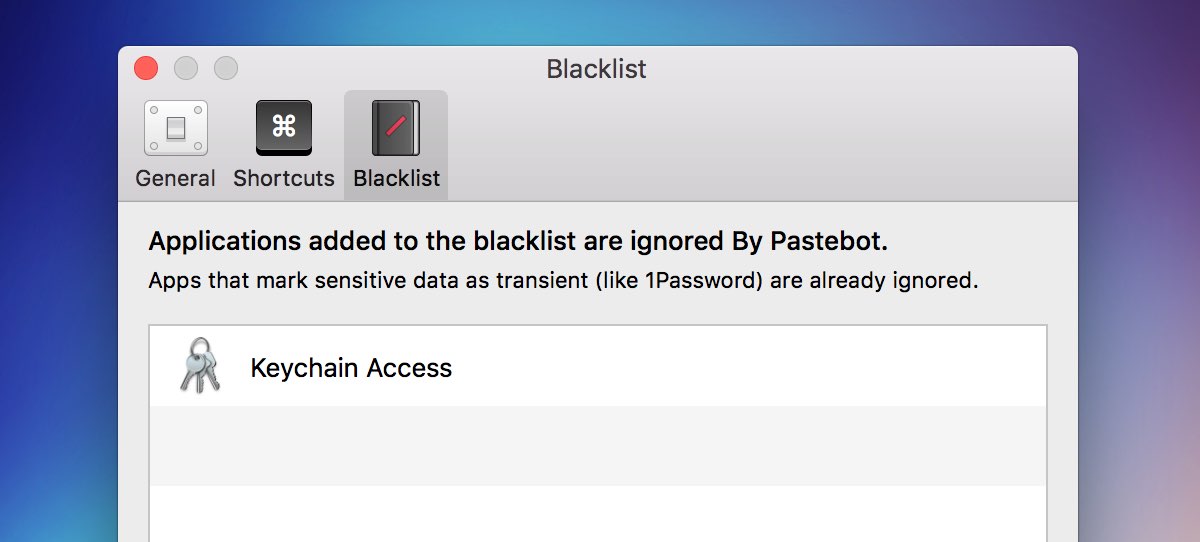 Blacklist
⌘
General Shortcuts Blacklist
Applications added to the blacklist are ignored By Pastebot.
Apps that mark sensitive data as transient (like 1Password) are already ignored.
Keychain Access